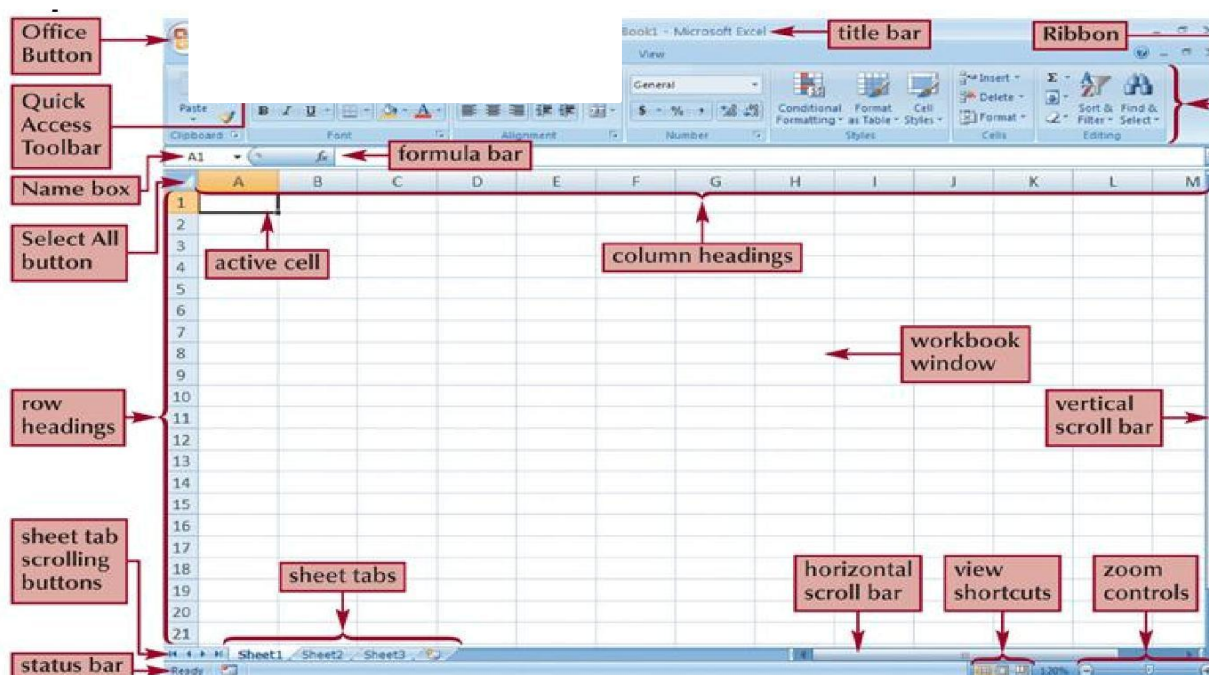 Office
Button
Book1 - Microsoft Excel
title bar
Ribbon
View
Quick
Access
Toolbar
General
Insert
Delete
Format
Paste
B I U
A
Σ
$ % ,
Conditional
Formatting
Format
as Table
Cell
Styles
Sort &
Filter
Find &
Select
Clipboard
Font
Alignment
Number
Styles
Cells
Editing
Name box
A1
fx
formula bar
Select All
button
A B C D E F G H I J K L M
1
2
3
4
5
6
7
8
9
10
11
12
13
14
15
16
17
18
19
20
21
active cell
column headings
workbook
window
row
headings
vertical
scroll bar
sheet tab
scrolling
buttons
sheet tabs
horizontal
scroll bar
view
shortcuts
zoom
controls
Sheet1 Sheet2 Sheet3
status bar
Ready
120%